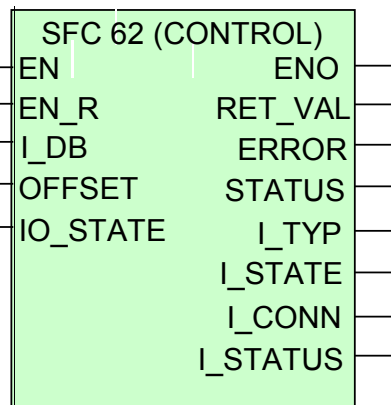 SFC 62 (CONTROL)
EN ENO
EN_R RET_VAL
I_DB ERROR
OFFSET STATUS
IO_STATE I_TYP
I_STATE
I_CONN
I_STATUS